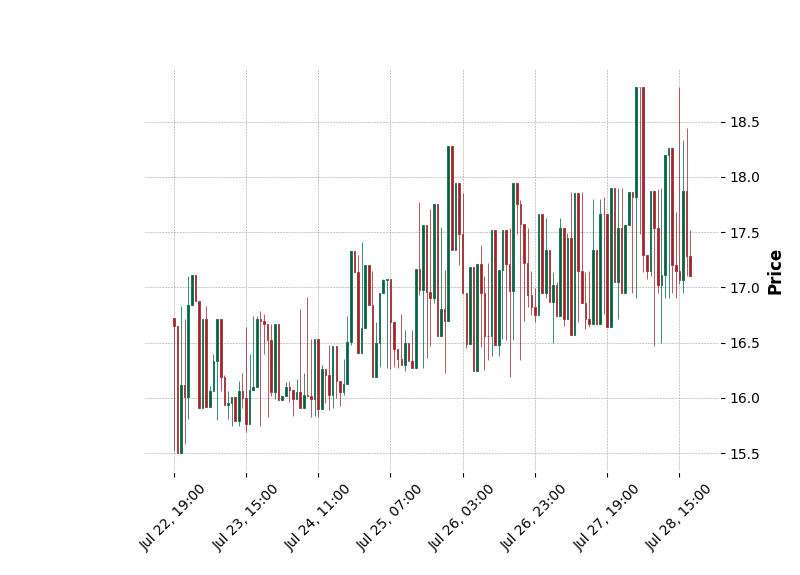 18.5
18.0
17.5
17.0
16.5
16.0
15.5
Price
Jul 22, 19:00
Jul 23, 15:00
Jul 24, 11:00
Jul 25, 07:00
Jul 26, 03:00
Jul 26, 23:00
Jul 27, 19:00
Jul 28, 15:00